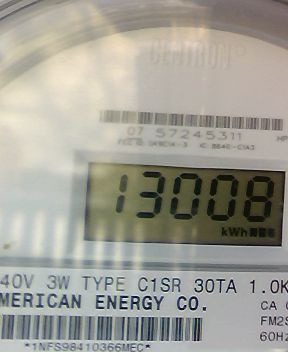 CENTRON®
07 57245311
HP
13008
kWh
40V 3W TYPE C1SR 30TA 1.0K
MERICAN ENERGY CO.
CA
FM2S
60Hz
*1NFS98410366MEC*